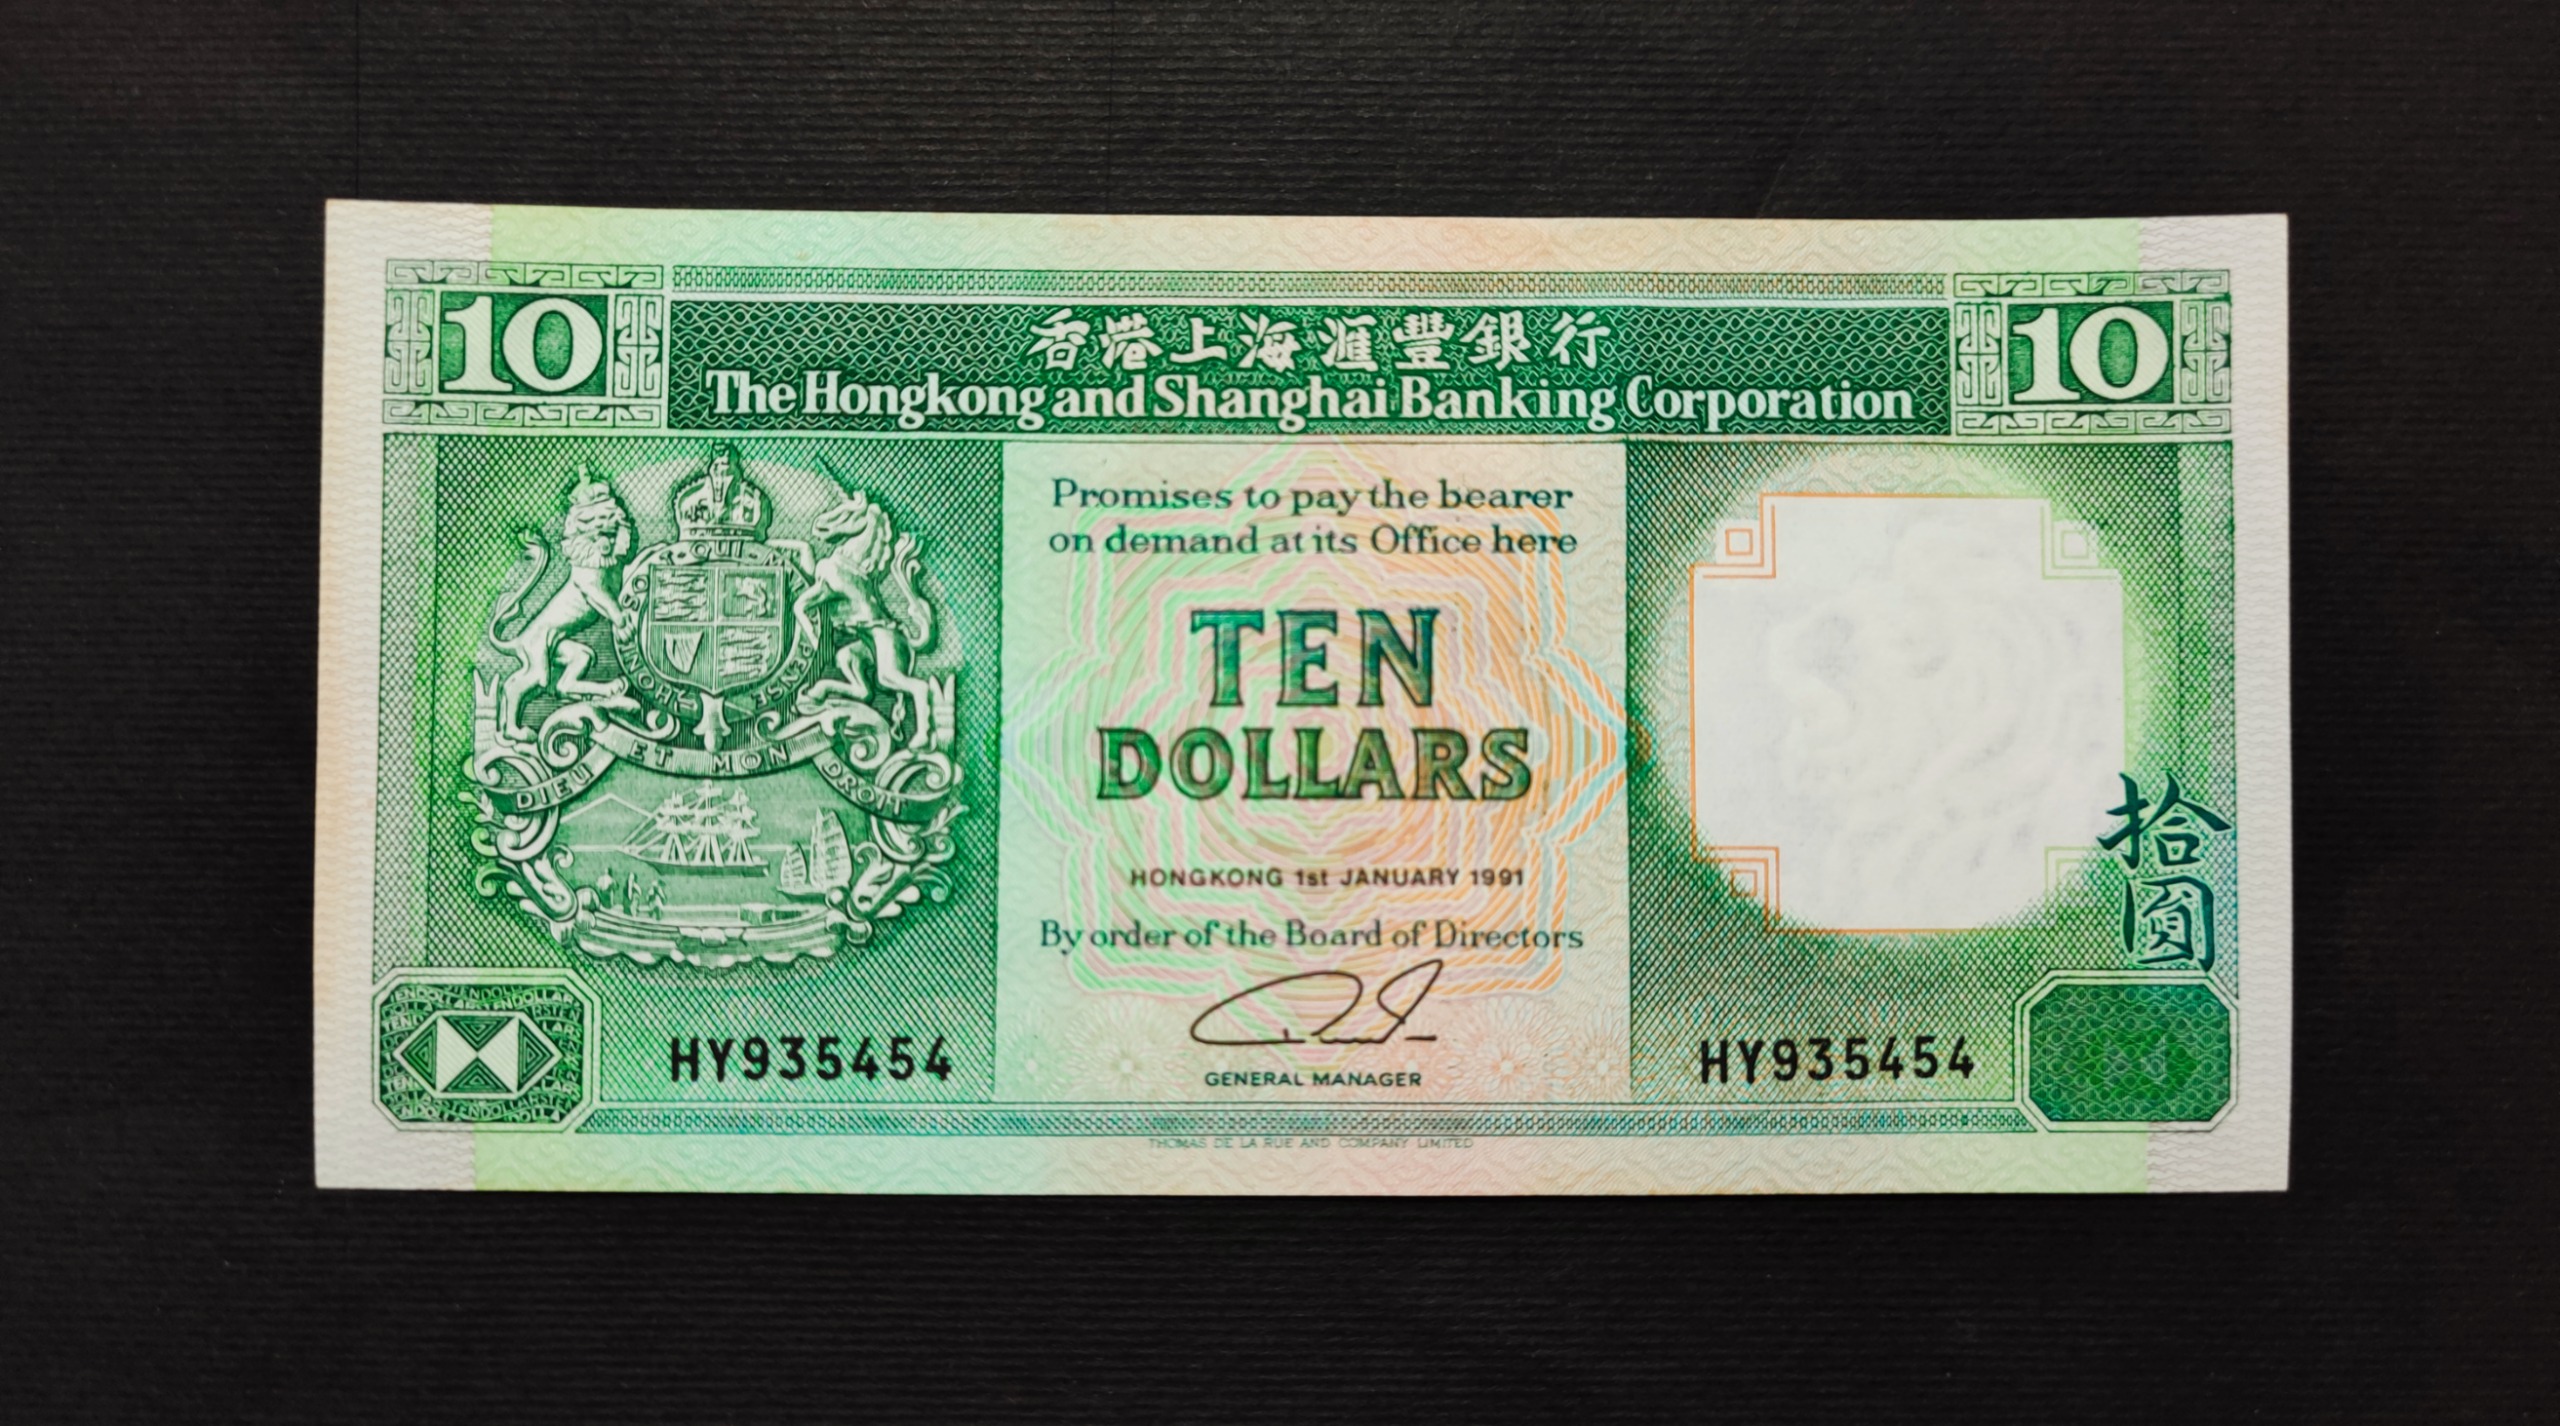 10
10
香港上海滙豐銀行
The Hongkong and Shanghai Banking Corporation
Promises to pay the bearer
on demand at its Office here
TEN
DOLLARS
HONGKONG 1st JANUARY 1991
By order of the Board of Directors
GENERAL MANAGER
DIEU ET MON DROIT
拾圓
HY935454
HY935454
THOMAS DE LA RUE AND COMPANY LIMITED